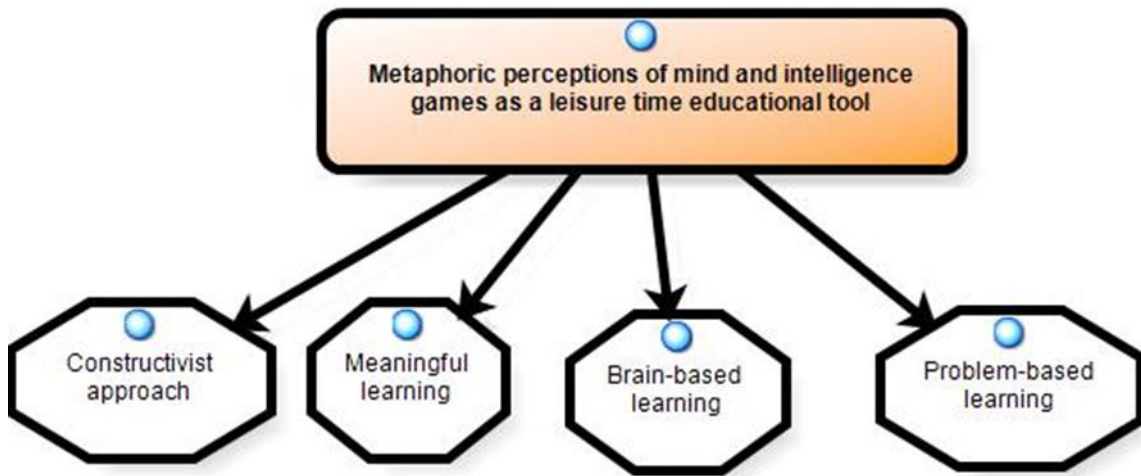 Metaphoric perceptions of mind and intelligence
games as a leisure time educational tool
Constructivist
approach
Meaningful
learning
Brain-based
learning
Problem-based
learning